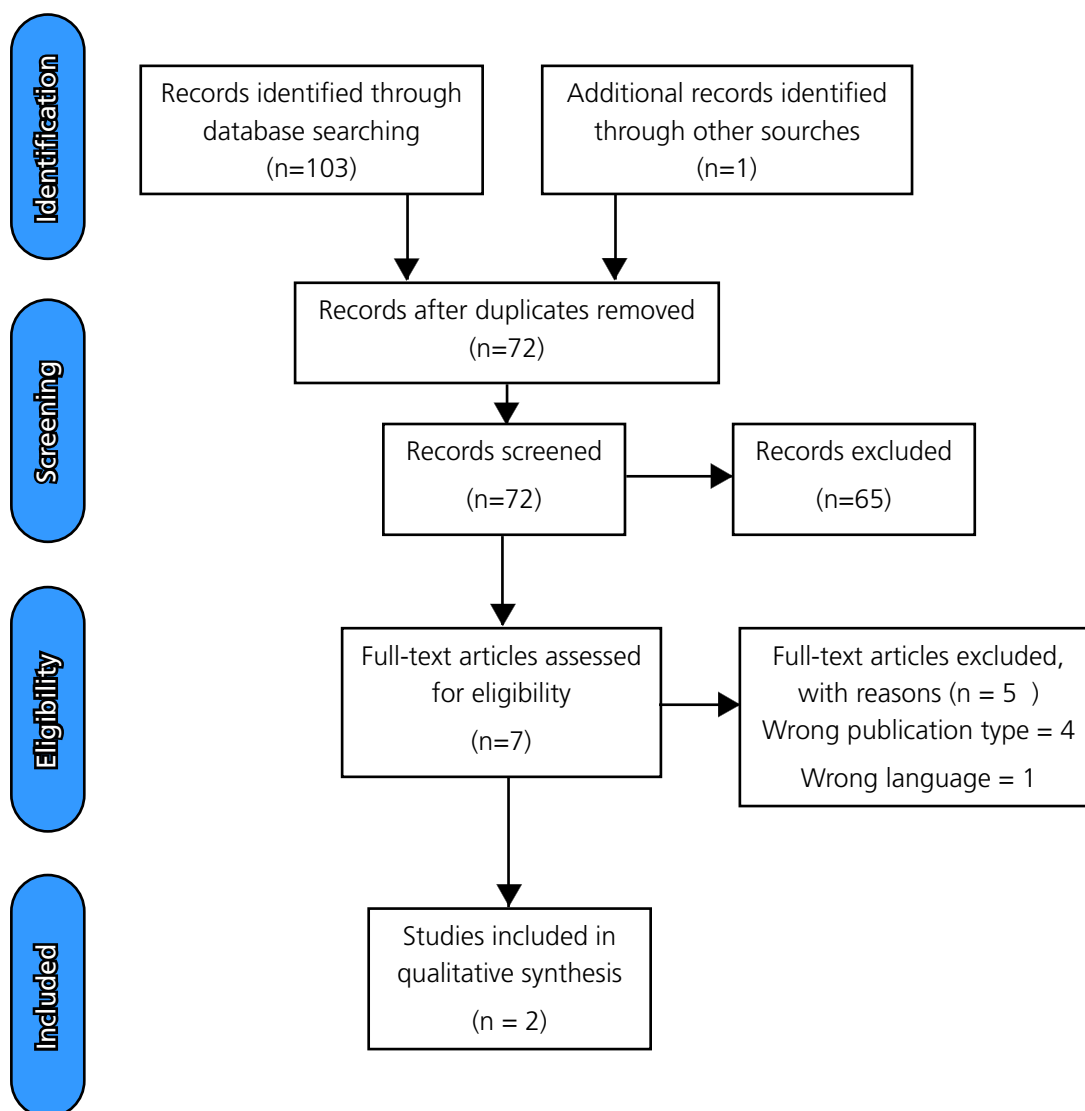 Identification
Records identified through
database searching
(n=103)
Additional records identified
through other sourches
(n=1)
Screening
Records after duplicates removed
(n=72)
Records screened
(n=72)
Records excluded
(n=65)
Eligibility
Full-text articles assessed
for eligibility
(n=7)
Full-text articles excluded,
with reasons (n = 5  )
Wrong publication type = 4
Wrong language = 1
Included
Studies included in
qualitative synthesis
(n = 2)